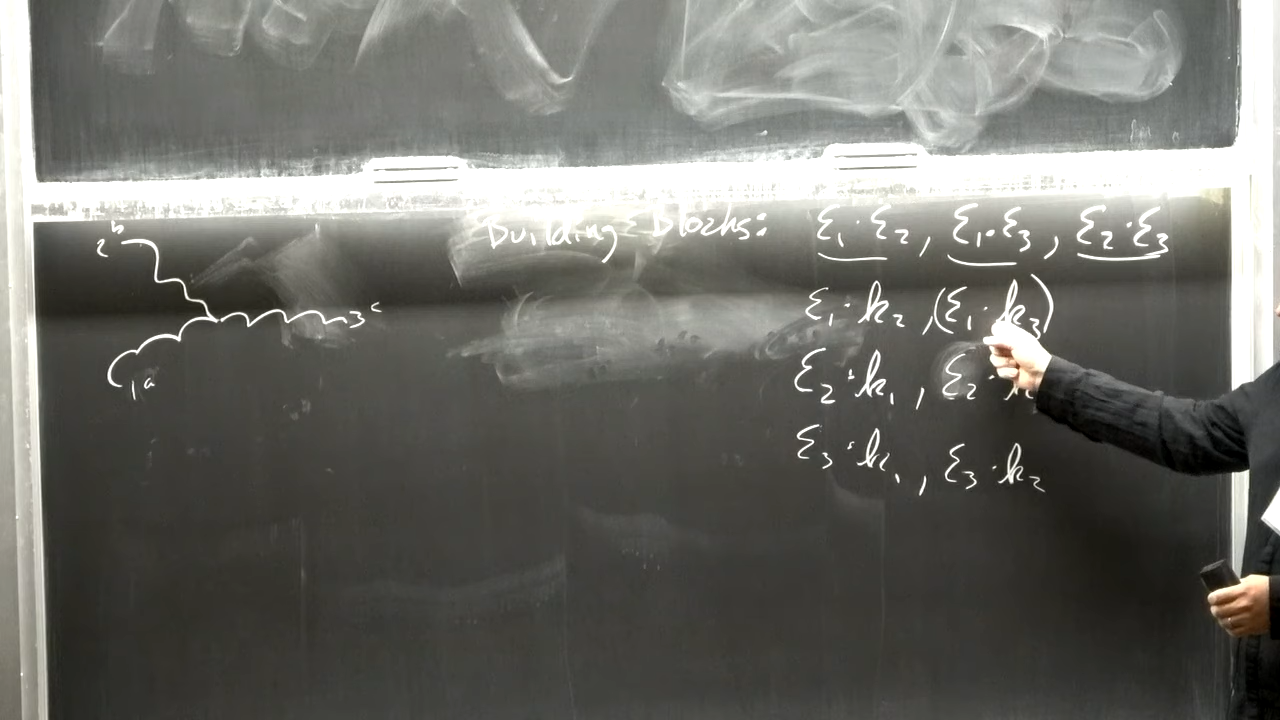 Building Blocks: ε₁·ε₂, ε₁·ε₃, ε₂·ε₃
ε₁·k₂, (ε₁·k₃)
ε₂·k₁, ε₂·
ε₃·k₁, ε₃·k₂
2ᵇ
3ᶜ
1ᵃ